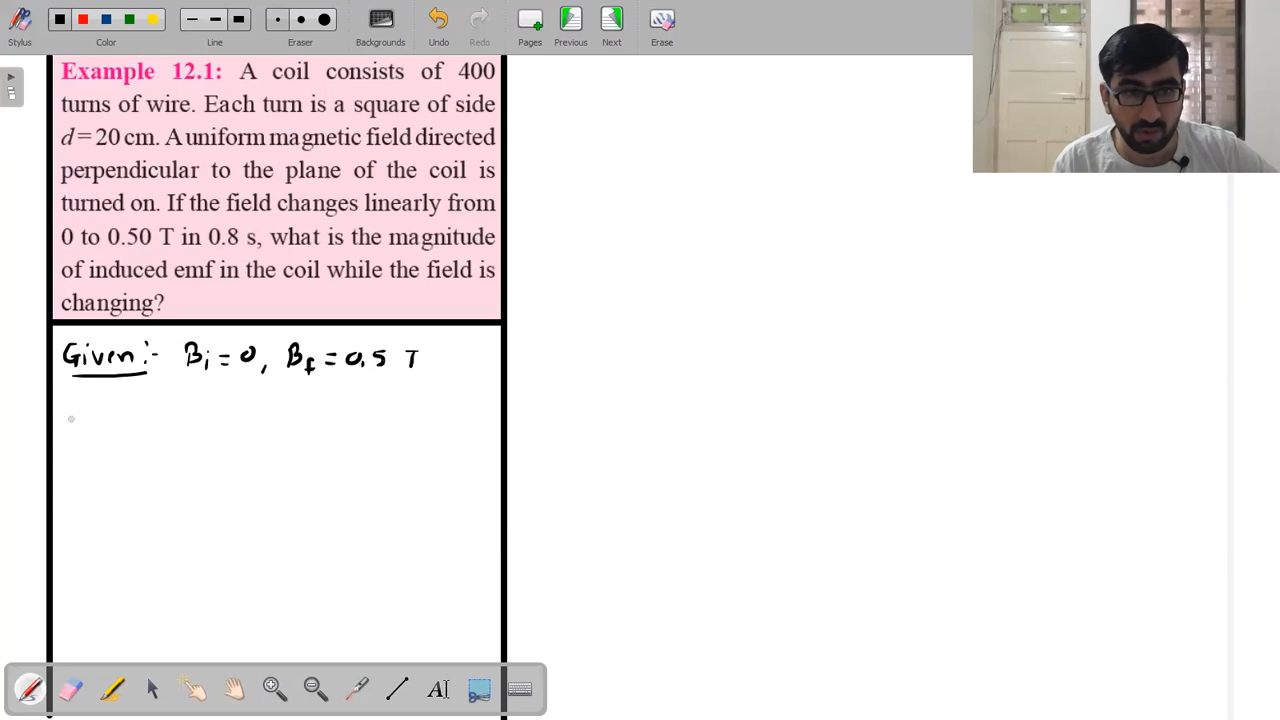 Stylus
Color
Line
Eraser
Backgrounds
Undo
Redo
Pages
Previous
Next
Erase
Example 12.1: A coil consists of 400
turns of wire. Each turn is a square of side
d = 20 cm. A uniform magnetic field directed
perpendicular to the plane of the coil is
turned on. If the field changes linearly from
0 to 0.50 T in 0.8 s, what is the magnitude
of induced emf in the coil while the field is
changing?
Given :- Bi = 0, Bf = 0.5 T
A